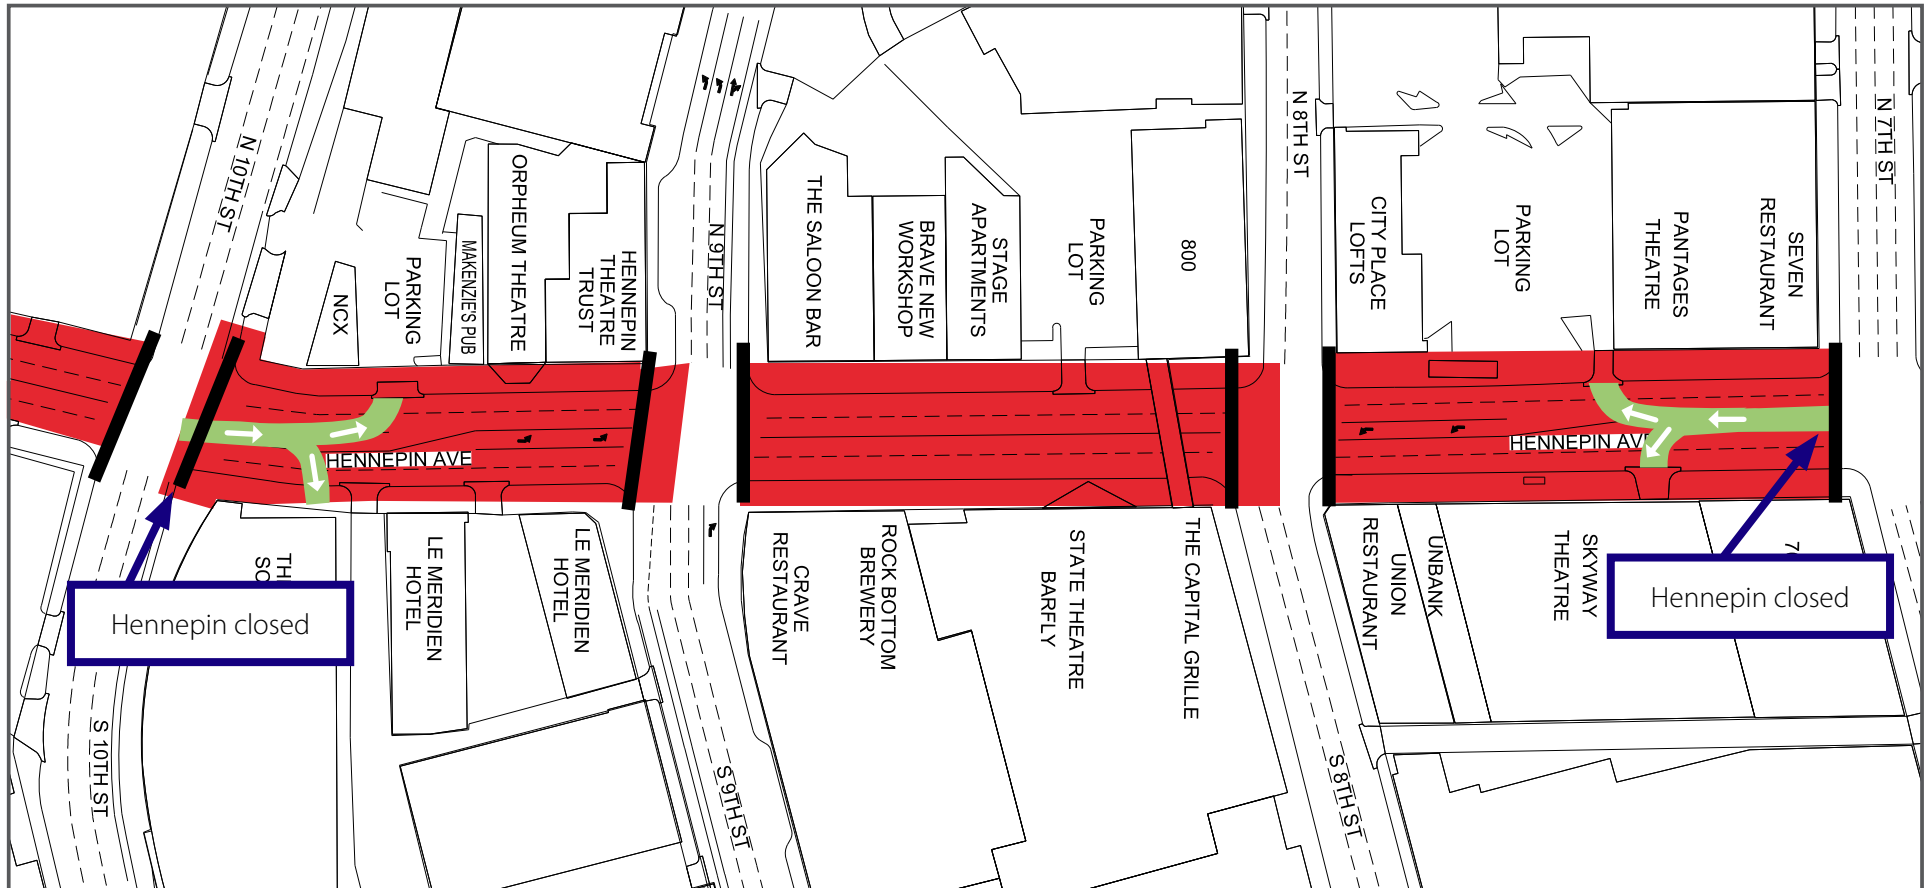 N 10TH ST
N 9TH ST
N 8TH ST
N 7TH ST
NCX
PARKING
LOT
MAKENZIE'S PUB
ORPHEUM THEATRE
HENNEPIN
THEATRE
TRUST
THE SALOON BAR
BRAVE NEW
WORKSHOP
STAGE
APARTMENTS
PARKING
LOT
800
CITY PLACE
LOFTS
PARKING
LOT
PANTAGES
THEATRE
SEVEN
RESTAURANT
HENNEPIN AVE
HENNEPIN AVE
Hennepin closed
LE MERIDIEN
HOTEL
LE MERIDIEN
HOTEL
CRAVE
RESTAURANT
ROCK BOTTOM
BREWERY
STATE THEATRE
BARFLY
THE CAPITAL GRILLE
UNION
RESTAURANT
UNBANK
SKYWAY
THEATRE
Hennepin closed
S 10TH ST
S 9TH ST
S 8TH ST